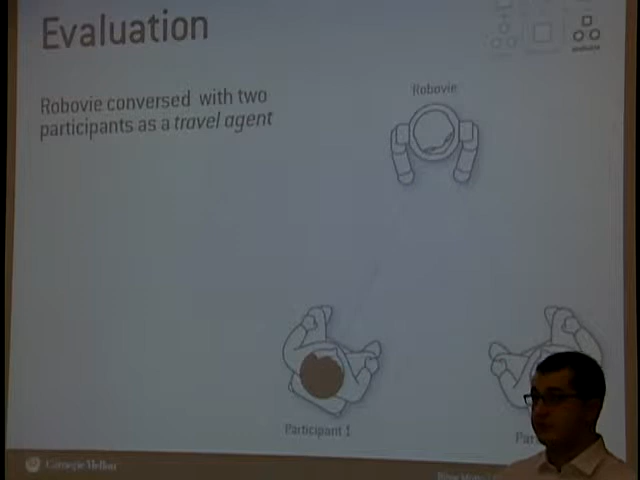 Evaluation
Robovie conversed with two
participants as a travel agent
Robovie
Participant 1
Carnegie Mellon